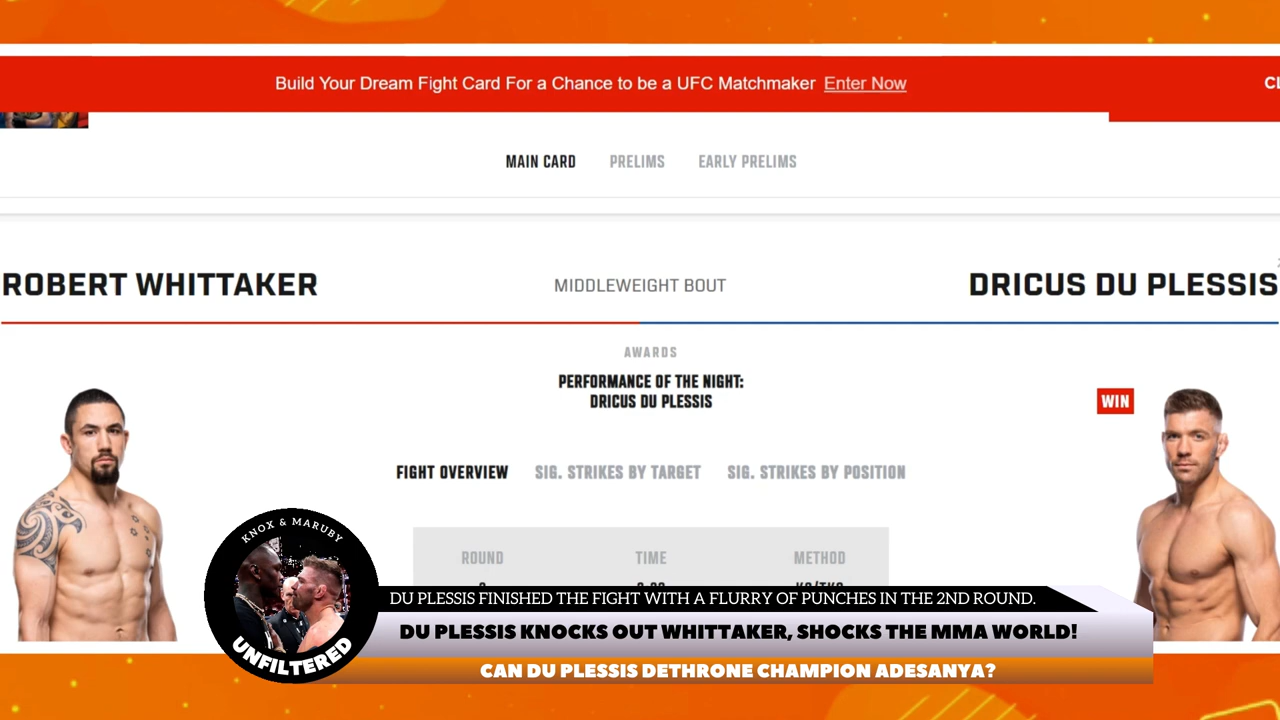 Build Your Dream Fight Card For a Chance to be a UFC Matchmaker Enter Now
MAIN CARD PRELIMS EARLY PRELIMS
ROBERT WHITTAKER MIDDLEWEIGHT BOUT DRICUS DU PLESSIS
AWARDS
PERFORMANCE OF THE NIGHT:
DRICUS DU PLESSIS
WIN
FIGHT OVERVIEW SIG. STRIKES BY TARGET SIG. STRIKES BY POSITION
ROUND TIME METHOD
KNOX & MARUBY
UNFILTERED
DU PLESSIS FINISHED THE FIGHT WITH A FLURRY OF PUNCHES IN THE 2ND ROUND.
DU PLESSIS KNOCKS OUT WHITTAKER, SHOCKS THE MMA WORLD!
CAN DU PLESSIS DETHRONE CHAMPION ADESANYA?